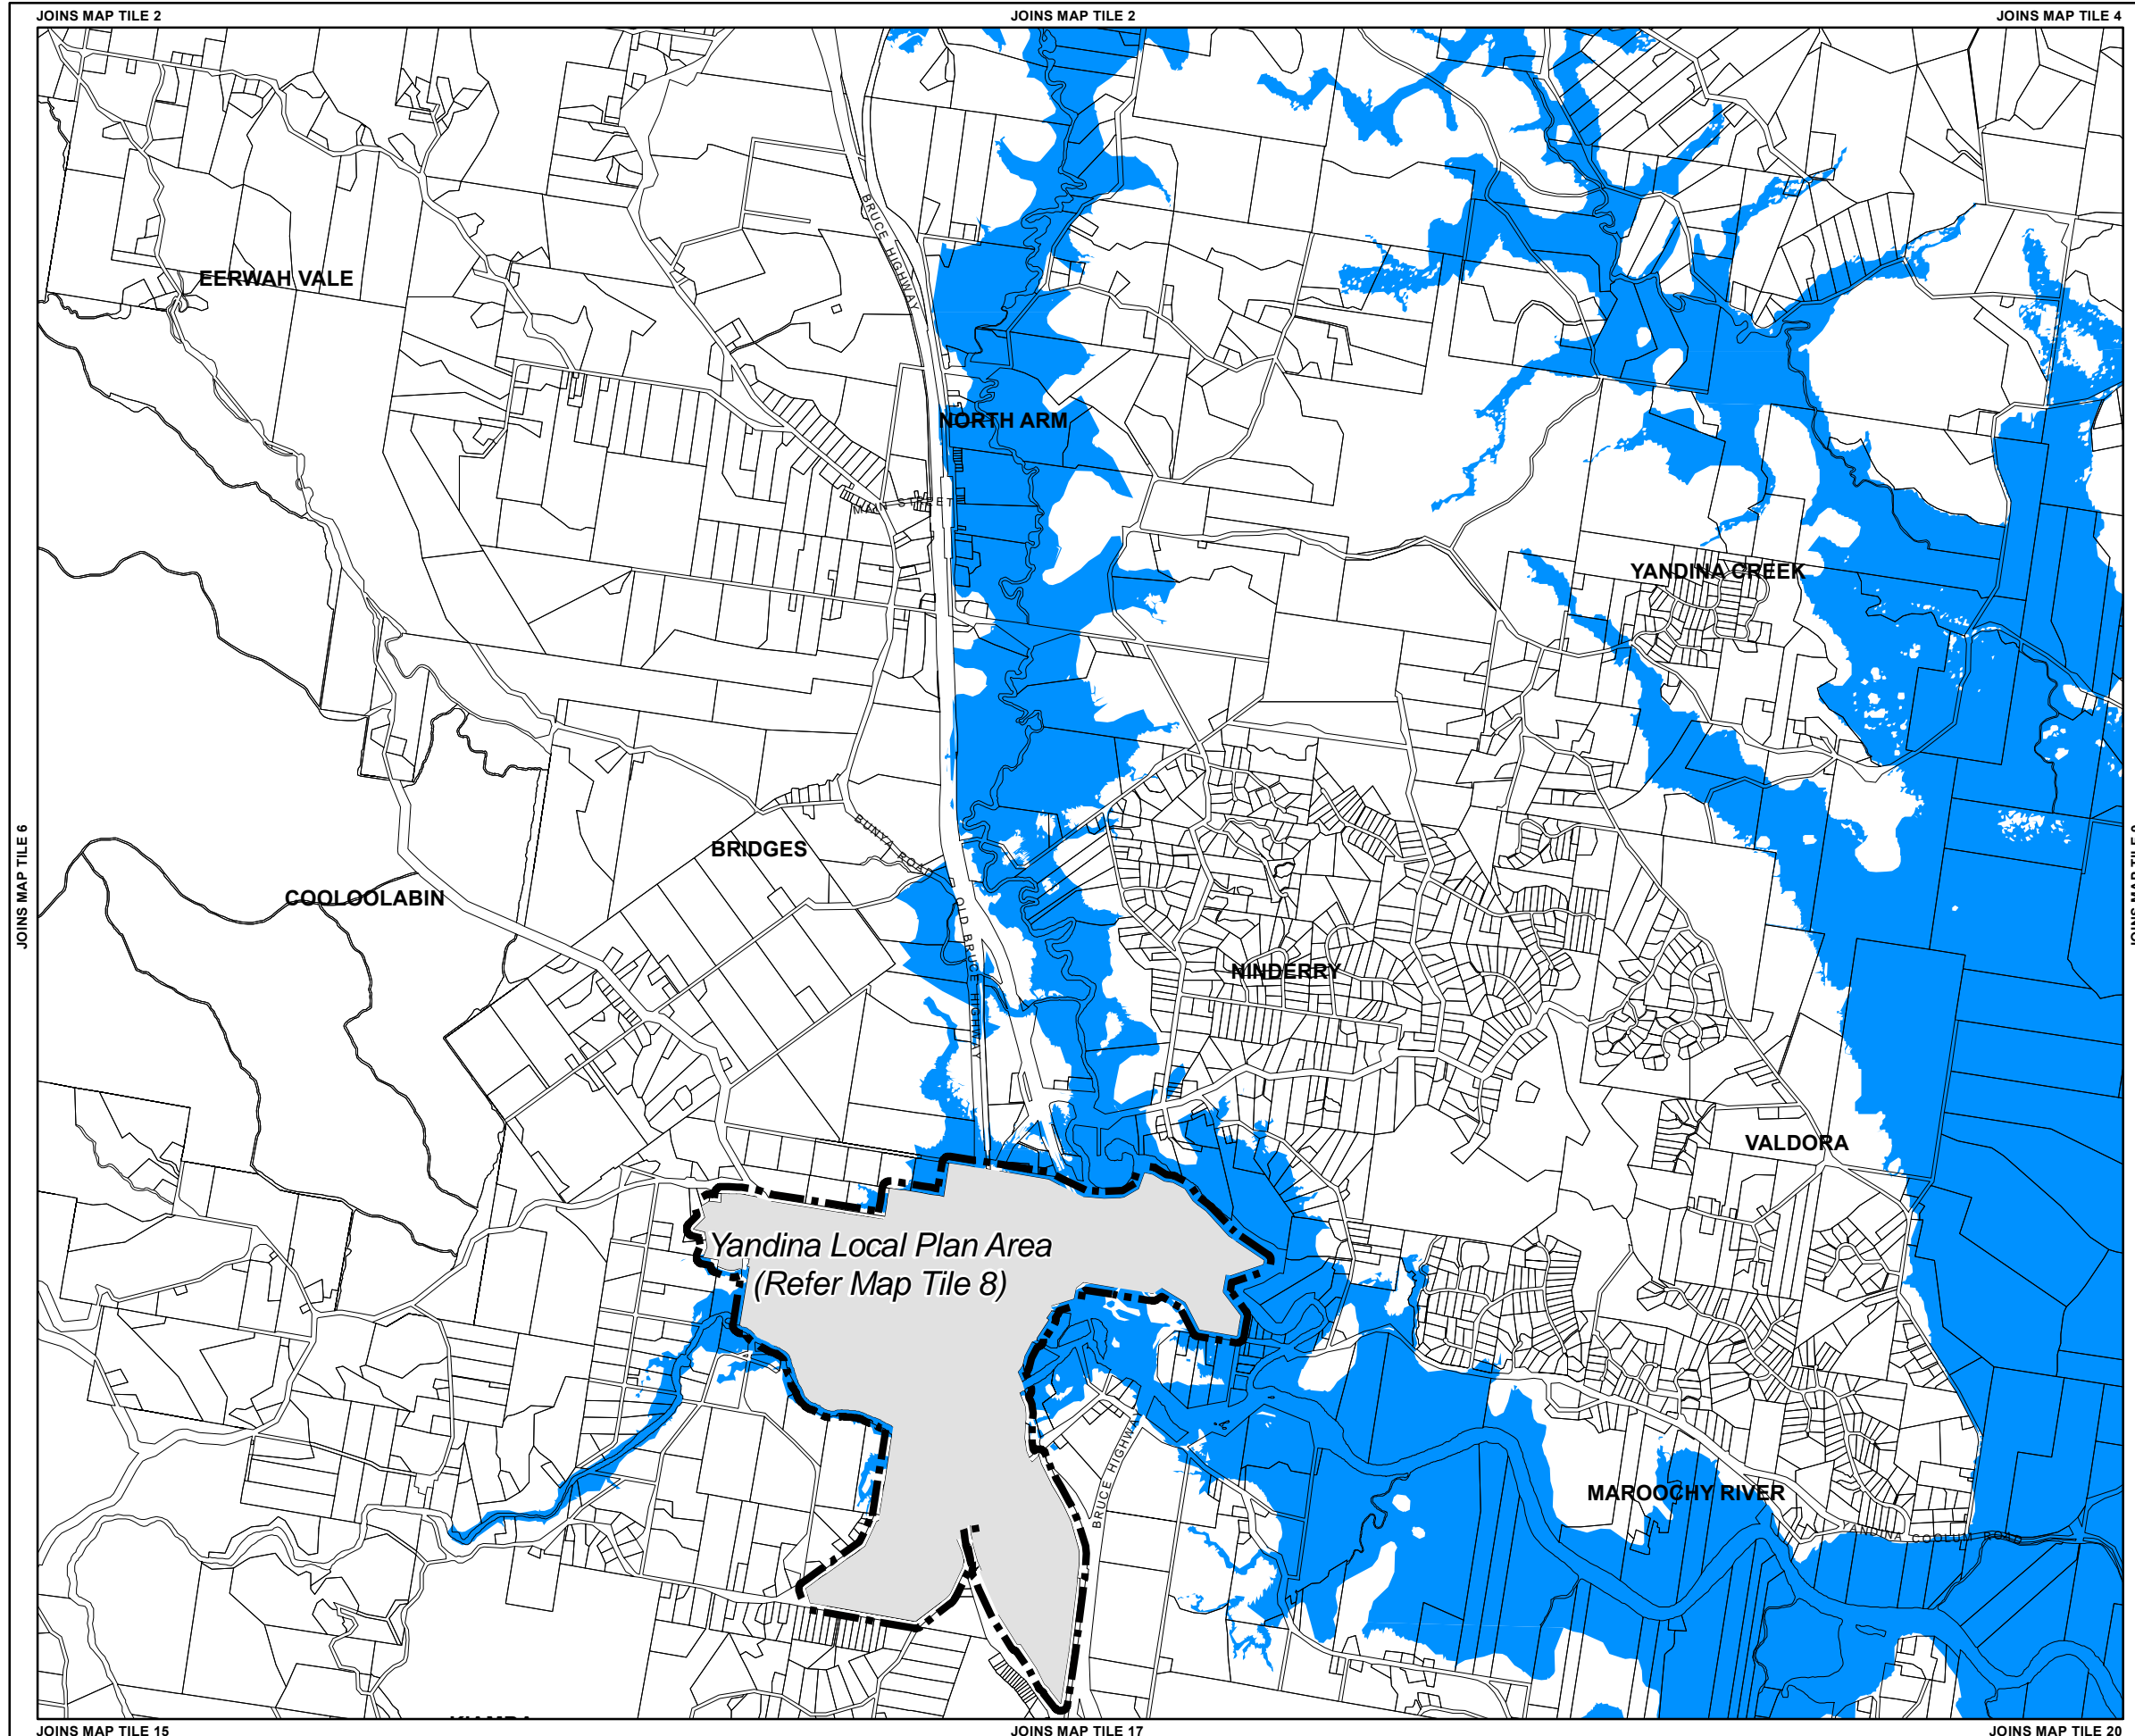 JOINS MAP TILE 2
JOINS MAP TILE 2
JOINS MAP TILE 4
BRUCE HIGHWAY
EERWAH VALE
NORTH ARM
MAIN STREET
YANDINA CREEK
JOINS MAP TILE 6
BUNYA ROAD
BRIDGES
COOLOOLABIN
OLD BRUCE HIGHWAY
NINDERRY
JOINS MAP TILE
VALDORA
Yandina Local Plan Area
(Refer Map Tile 8)
BRUCE HIGHWAY
MAROOCHY RIVER
YANDINA COOLUM ROAD
JOINS MAP TILE 15
JOINS MAP TILE 17
JOINS MAP TILE 20